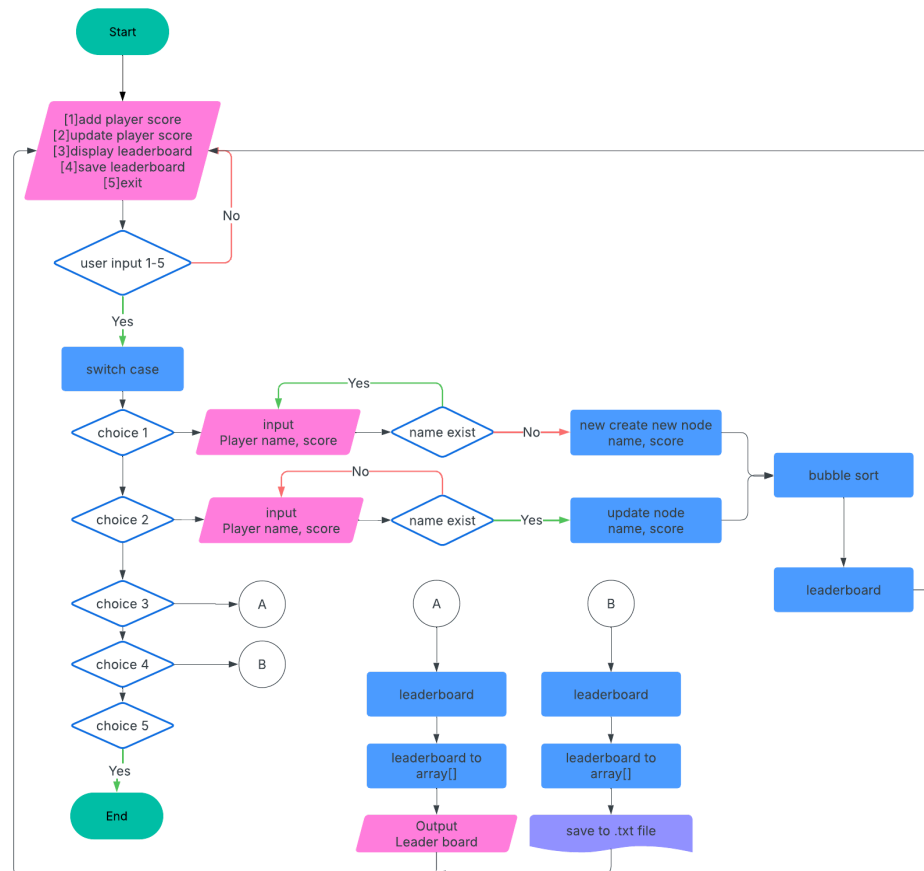 Start
[1]add player score
[2]update player score
[3]display leaderboard
[4]save leaderboard
[5]exit
No
user input 1-5
Yes
switch case
Yes
choice 1
input
Player name, score
name exist
No
new create new node
name, score
bubble sort
No
choice 2
input
Player name, score
name exist
Yes
update node
name, score
leaderboard
choice 3
A
A
B
choice 4
B
leaderboard
leaderboard
choice 5
leaderboard to
array[]
leaderboard to
array[]
Yes
End
Output
Leader board
save to .txt file